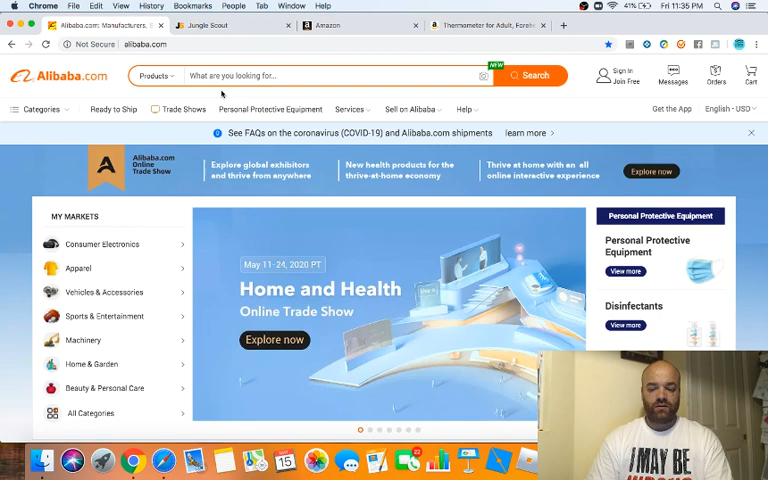 Chrome File Edit View History Bookmarks People Tab Window Help 41% Fri 11:35 PM
Alibaba.com: Manufacturers, E
Jungle Scout
Amazon
Thermometer for Adult, Forehe
Not Secure alibaba.com
Alibaba.com
Products What are you looking for...
NEW
Search
Sign In
Join Free
Messages
Orders
Cart
Categories Ready to Ship Trade Shows Personal Protective Equipment Services Sell on Alibaba Help Get the App English - USD
See FAQs on the coronavirus (COVID-19) and Alibaba.com shipments learn more
Alibaba.com
Online
Trade Show
Explore global exhibitors
and thrive from anywhere
New health products for the
thrive-at-home economy
Thrive at home with an all
online interactive experience
Explore now
MY MARKETS
Consumer Electronics
Apparel
Vehicles & Accessories
Sports & Entertainment
Machinery
Home & Garden
Beauty & Personal Care
All Categories
May 11-24, 2020 PT
Home and Health
Online Trade Show
Explore now
Personal Protective Equipment
Personal Protective
Equipment
View more
Disinfectants
View more
15
I MAY BE